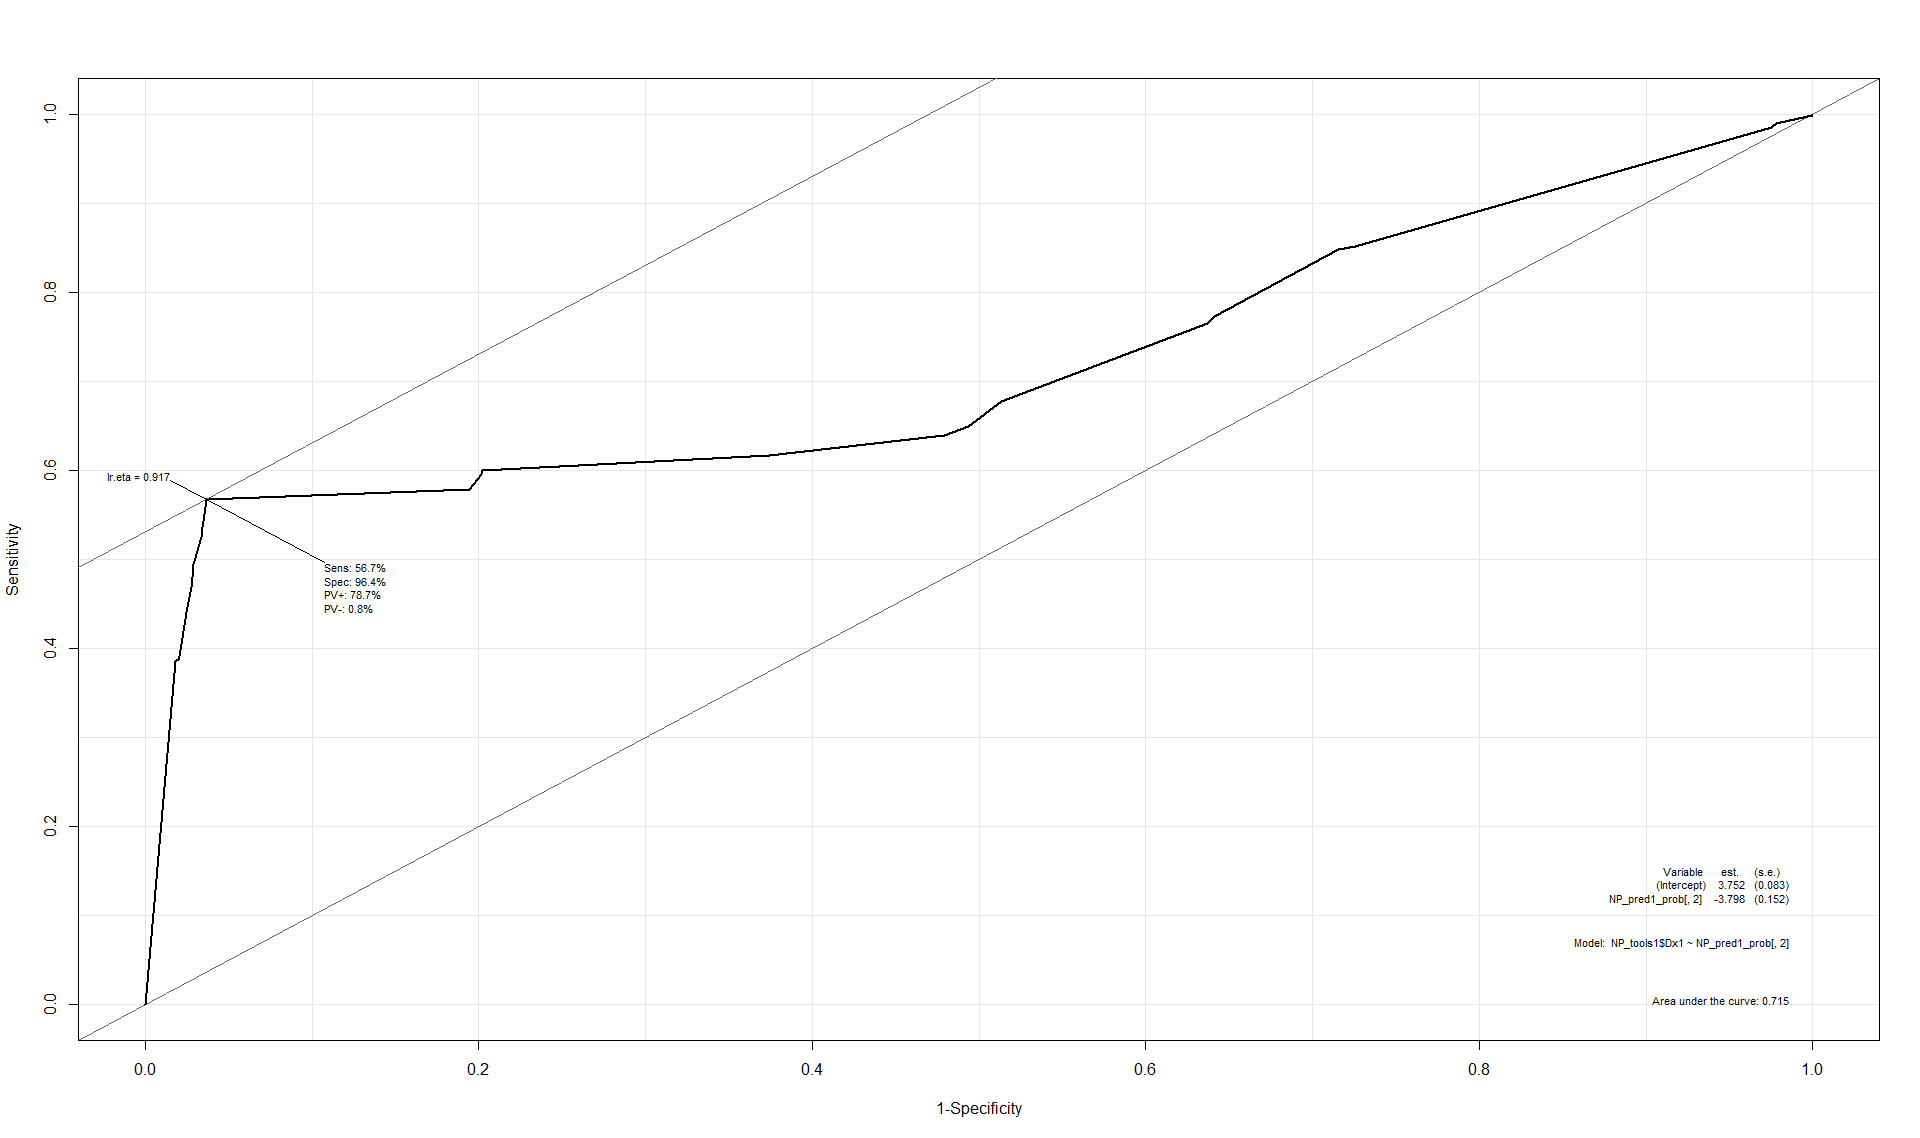 1.0
0.8
0.6
0.4
0.2
0.0
Sensitivity
lr.eta = 0.917
Sens: 56.7%
Spec: 96.4%
PV+: 78.7%
PV-: 0.8%
Variable est. (s.e.)
(Intercept) 3.752 (0.083)
NP_pred1_prob[, 2] -3.798 (0.152)
Model: NP_tools1$Dx1 ~ NP_pred1_prob[, 2]
Area under the curve: 0.715
0.0 0.2 0.4 0.6 0.8 1.0
1-Specificity